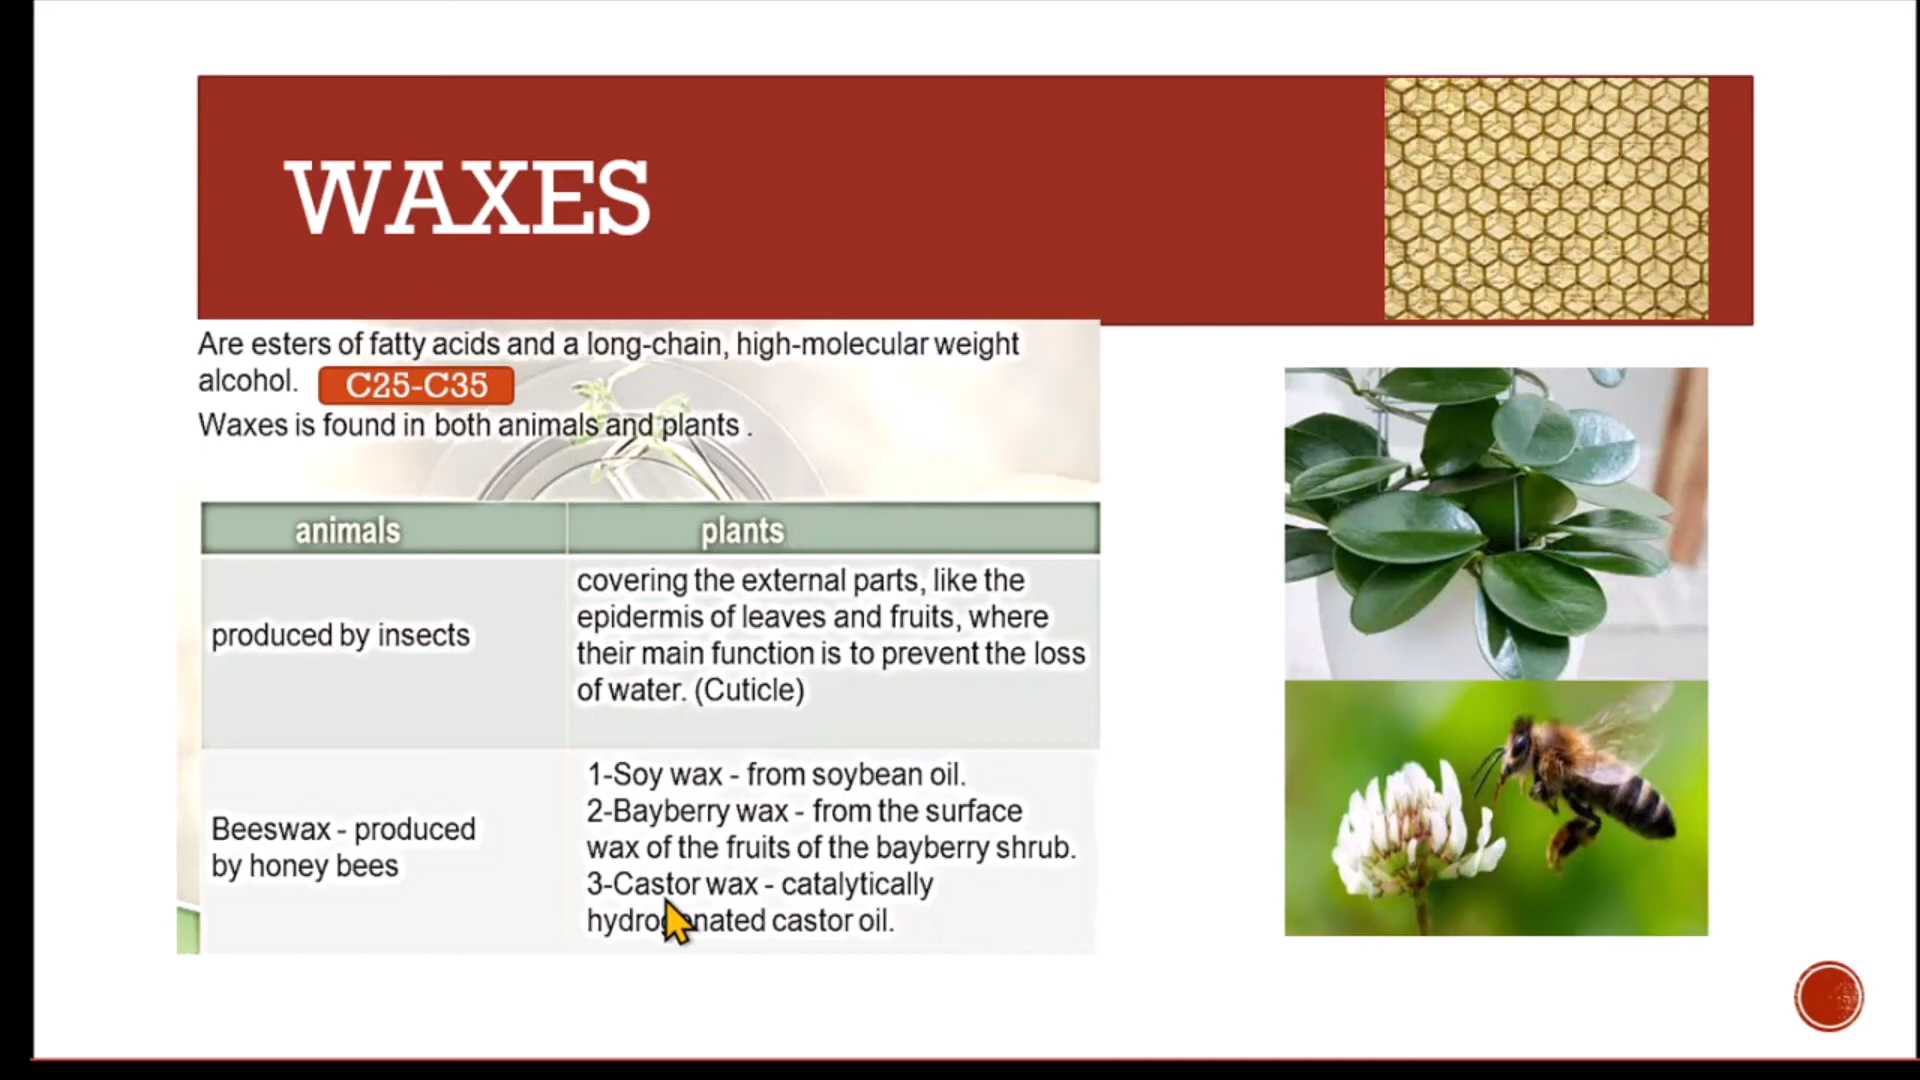 WAXES
Are esters of fatty acids and a long-chain, high-molecular weight
alcohol. C25-C35
Waxes is found in both animals and plants .
animals plants
produced by insects
covering the external parts, like the
epidermis of leaves and fruits, where
their main function is to prevent the loss
of water. (Cuticle)
Beeswax - produced
by honey bees
1-Soy wax - from soybean oil.
2-Bayberry wax - from the surface
wax of the fruits of the bayberry shrub.
3-Castor wax - catalytically
hydrogenated castor oil.